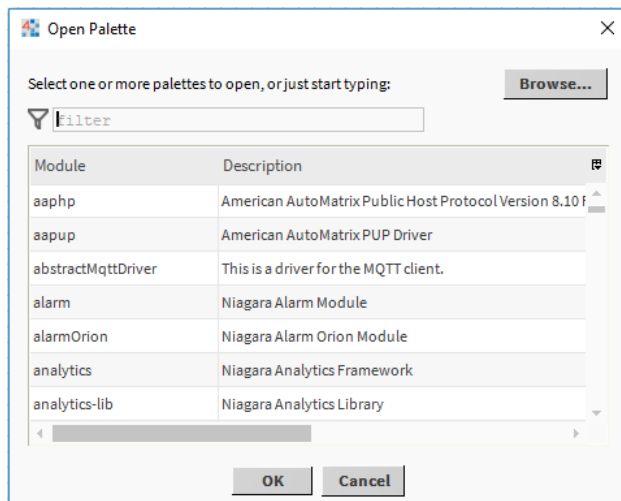 Open Palette
Select one or more palettes to open, or just start typing:
Browse...
filter
Module Description
aaphp American AutoMatrix Public Host Protocol Version 8.10
aapup American AutoMatrix PUP Driver
abstractMqttDriver This is a driver for the MQTT client.
alarm Niagara Alarm Module
alarmOrion Niagara Alarm Orion Module
analytics Niagara Analytics Framework
analytics-lib Niagara Analytics Library
OK Cancel